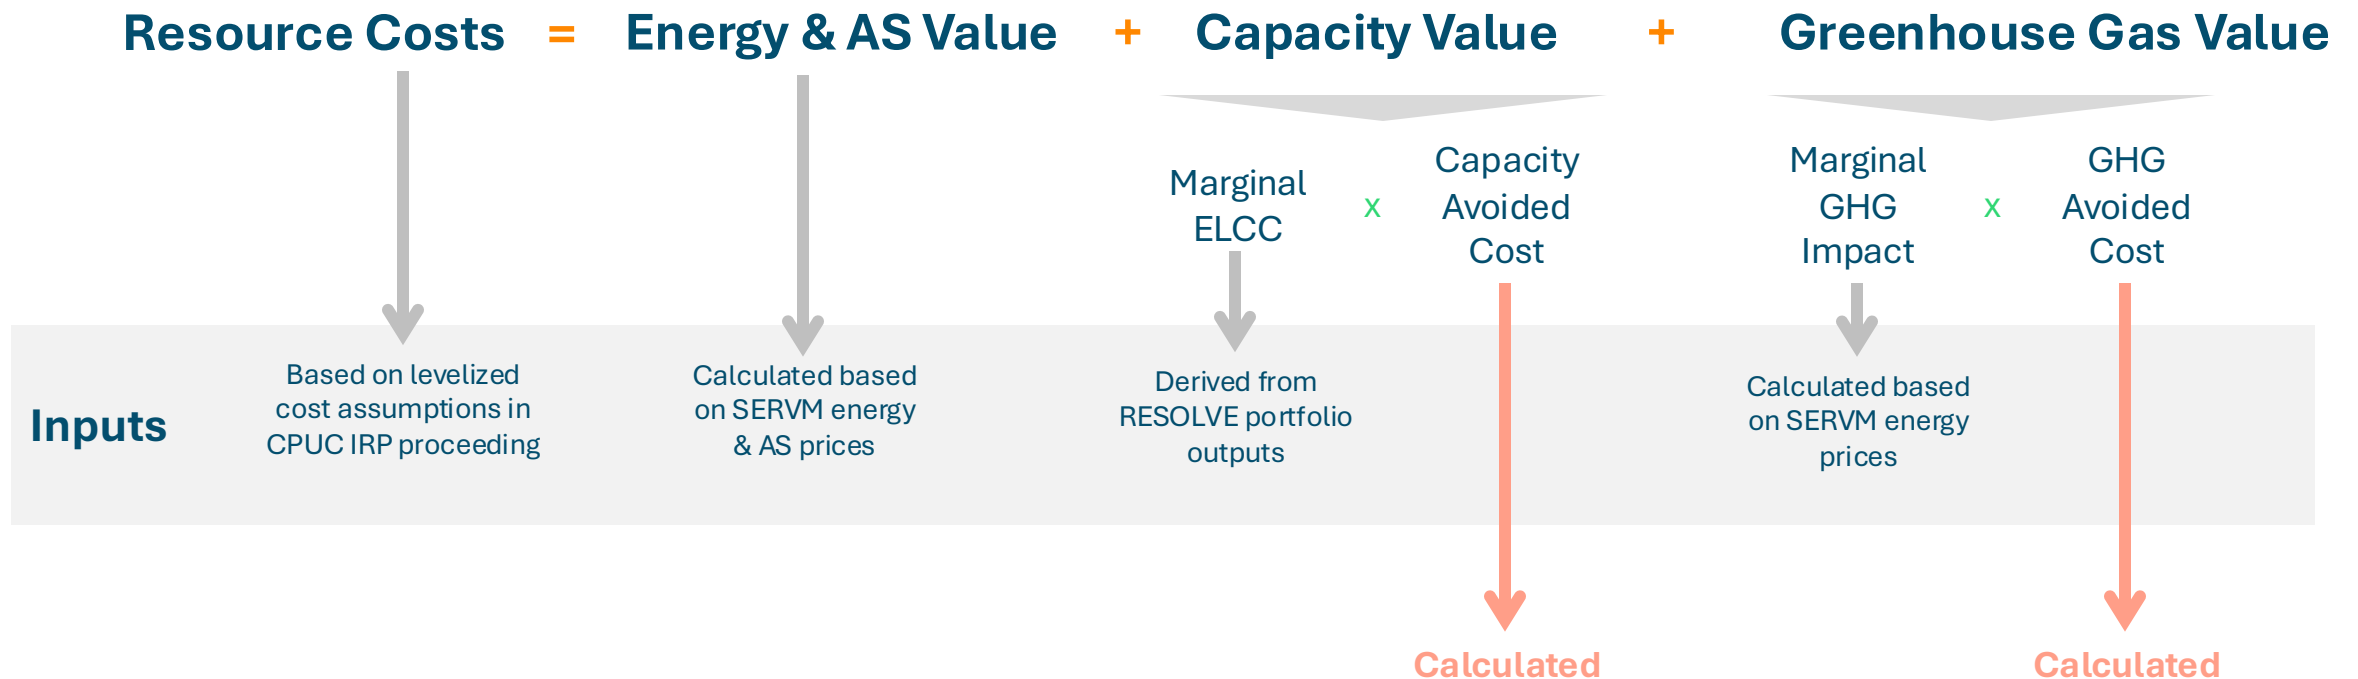 Resource Costs = Energy & AS Value + Capacity Value + Greenhouse Gas Value
Marginal
ELCC
x
Capacity
Avoided
Cost
Marginal
GHG
Impact
x
GHG
Avoided
Cost
Inputs
Based on levelized
cost assumptions in
CPUC IRP proceeding
Calculated based
on SERVM energy
& AS prices
Derived from
RESOLVE portfolio
outputs
Calculated based
on SERVM energy
prices
Calculated
Calculated